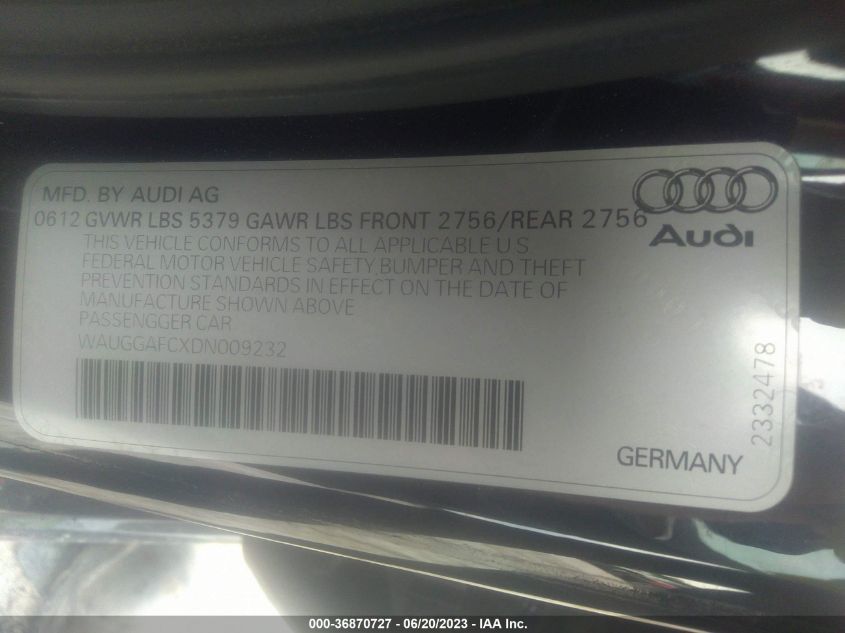 MFD. BY AUDI AG
0612 GVWR LBS 5379 GAWR LBS FRONT 2756/REAR 2756
THIS VEHICLE CONFORMS TO ALL APPLICABLE U.S.
FEDERAL MOTOR VEHICLE SAFETY,BUMPER AND THEFT
PREVENTION STANDARDS IN EFFECT ON THE DATE OF
MANUFACTURE SHOWN ABOVE
PASSENGGER CAR
WAUGGAFCXDN009232
Audi
2332478
GERMANY
000-36870727 - 06/20/2023 - IAA Inc.